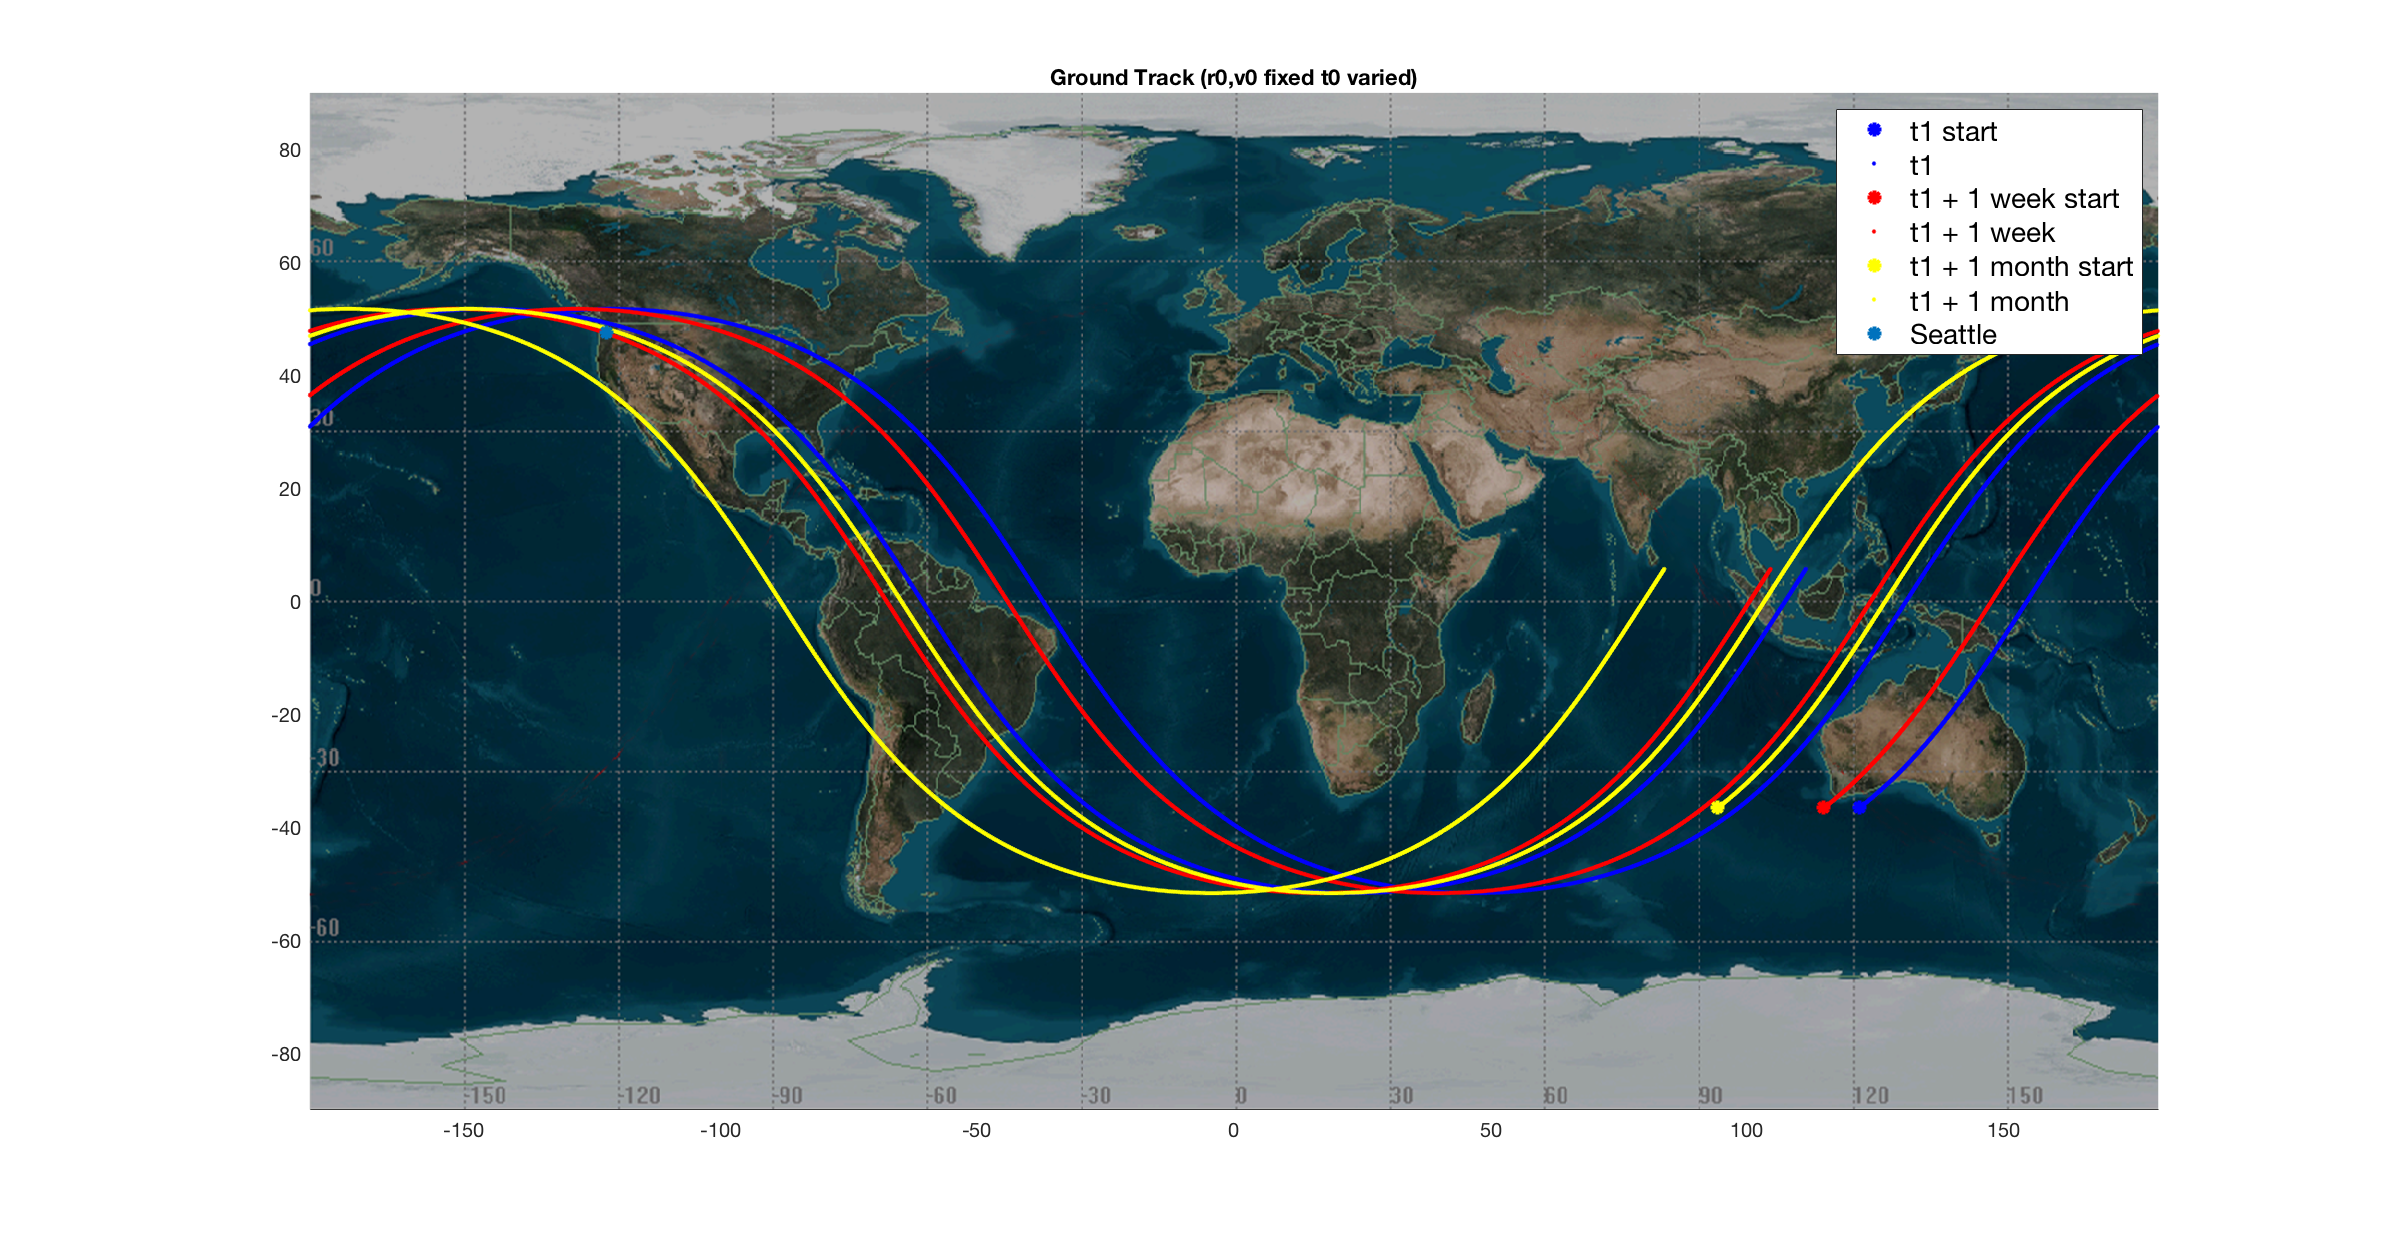 Ground Track (r0,v0 fixed t0 varied)
t1 start
t1
t1 + 1 week start
t1 + 1 week
t1 + 1 month start
t1 + 1 month
Seattle
80
60
40
20
0
-20
-40
-60
-80
60
30
0
-30
-60
-150 -120 -90 -60 -30 0 30 60 90 120 150
-150 -100 -50 0 50 100 150